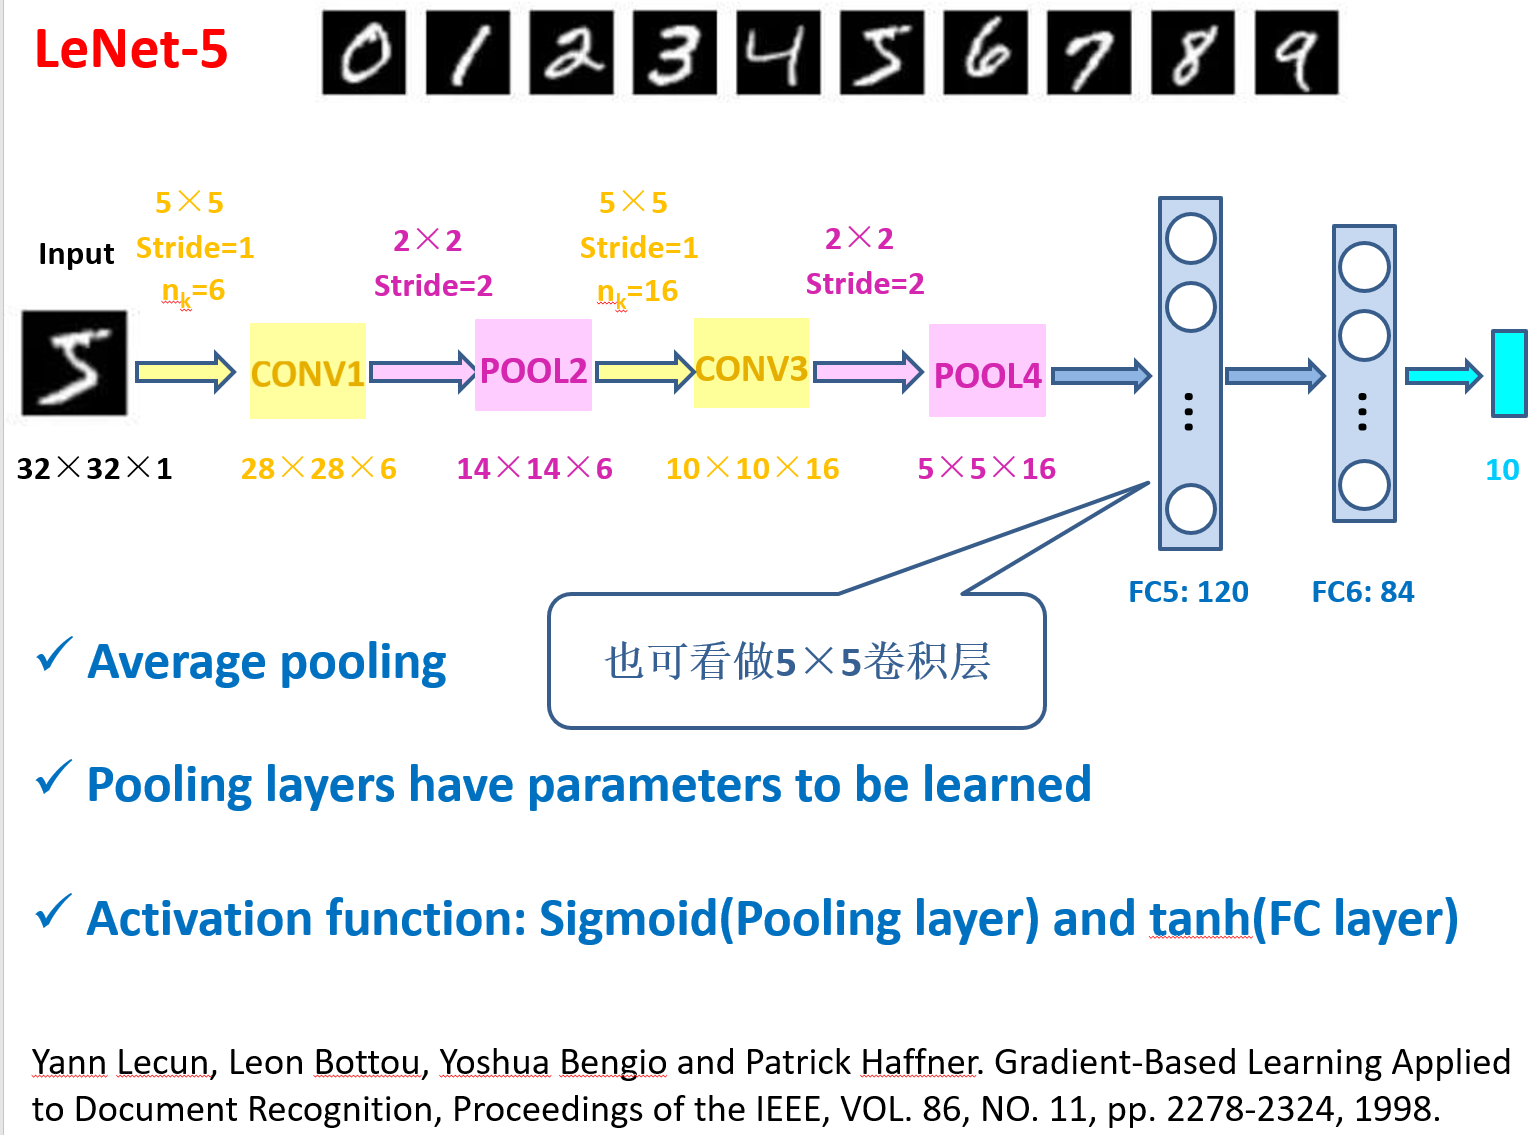 LeNet-5
0 1 2 3 4 5 6 7 8 9
Input
5×5
Stride=1
nk=6
2×2
Stride=2
5×5
Stride=1
nk=16
2×2
Stride=2
5
CONV1
POOL2
CONV3
POOL4
32×32×1
28×28×6
14×14×6
10×10×16
5×5×16
10
FC5: 120
FC6: 84
也可看做5×5卷积层
✓ Average pooling
✓ Pooling layers have parameters to be learned
✓ Activation function: Sigmoid(Pooling layer) and tanh(FC layer)
Yann Lecun, Leon Bottou, Yoshua Bengio and Patrick Haffner. Gradient-Based Learning Applied
to Document Recognition, Proceedings of the IEEE, VOL. 86, NO. 11, pp. 2278-2324, 1998.